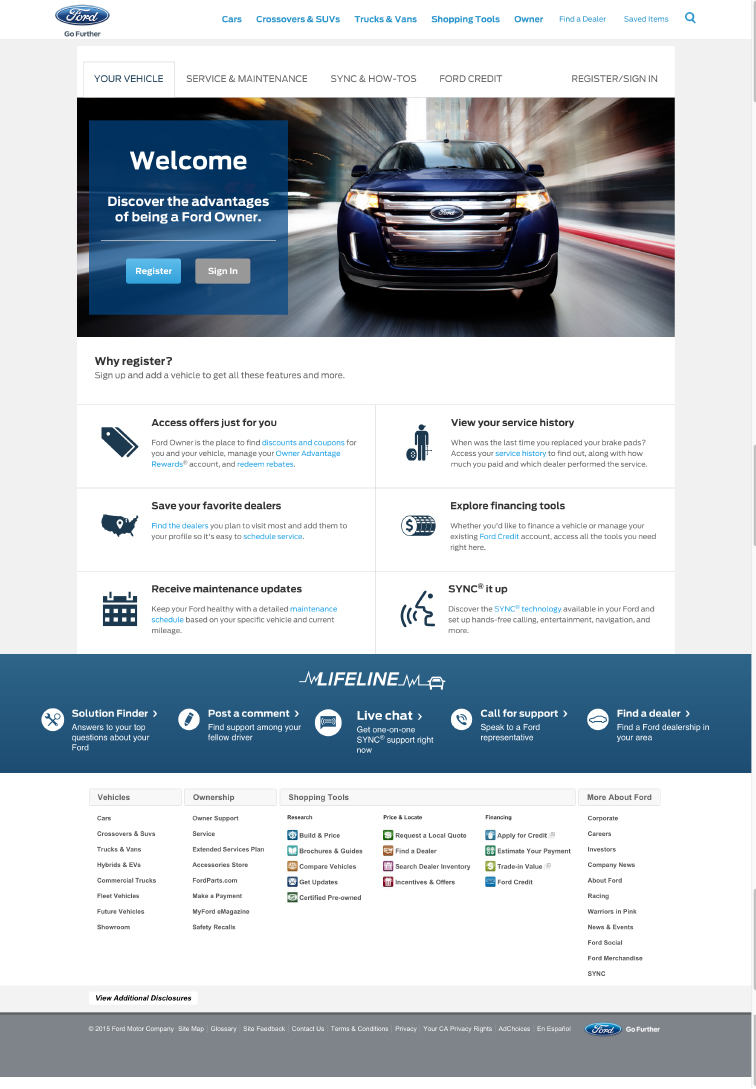 Ford
Go Further
Cars Crossovers & SUVs Trucks & Vans Shopping Tools Owner Find a Dealer Saved Items
YOUR VEHICLE SERVICE & MAINTENANCE SYNC & HOW-TOS FORD CREDIT REGISTER/SIGN IN
Welcome
Discover the advantages
of being a Ford Owner.
Register Sign In
Ford
Why register?
Sign up and add a vehicle to get all these features and more.
Access offers just for you
Ford Owner is the place to find discounts and coupons for
you and your vehicle, manage your Owner Advantage
Rewards® account, and redeem rebates.
View your service history
When was the last time you replaced your brake pads?
Access your service history to find out, along with how
much you paid and which dealer performed the service.
Save your favorite dealers
Find the dealers you plan to visit most and add them to
your profile so it's easy to schedule service.
Explore financing tools
Whether you'd like to finance a vehicle or manage your
existing Ford Credit account, access all the tools you need
right here.
Receive maintenance updates
Keep your Ford healthy with a detailed maintenance
schedule based on your specific vehicle and current
mileage.
SYNC® it up
Discover the SYNC® technology available in your Ford and
set up hands-free calling, entertainment, navigation, and
more.
LIFELINE
Solution Finder >
Answers to your top
questions about your
Ford
Post a comment >
Find support among your
fellow driver
Live chat >
Get one-on-one
SYNC® support right
now
Call for support >
Speak to a Ford
representative
Find a dealer >
Find a Ford dealership in
your area
Vehicles
Cars
Crossovers & Suvs
Trucks & Vans
Hybrids & EVs
Commercial Trucks
Fleet Vehicles
Future Vehicles
Showroom
Ownership
Owner Support
Service
Extended Services Plan
Accessories Store
FordParts.com
Make a Payment
MyFord eMagazine
Safety Recalls
Shopping Tools
Research
Build & Price
Brochures & Guides
Compare Vehicles
Get Updates
Certified Pre-owned
Price & Locate
Request a Local Quote
Find a Dealer
Search Dealer Inventory
Incentives & Offers
Financing
Apply for Credit
Estimate Your Payment
Trade-in Value
Ford Credit
More About Ford
Corporate
Careers
Investors
Company News
About Ford
Racing
Warriors in Pink
News & Events
Ford Social
Ford Merchandise
SYNC
View Additional Disclosures
© 2015 Ford Motor Company Site Map | Glossary | Site Feedback | Contact Us | Terms & Conditions | Privacy | Your CA Privacy Rights | AdChoices | En Español Ford Go Further